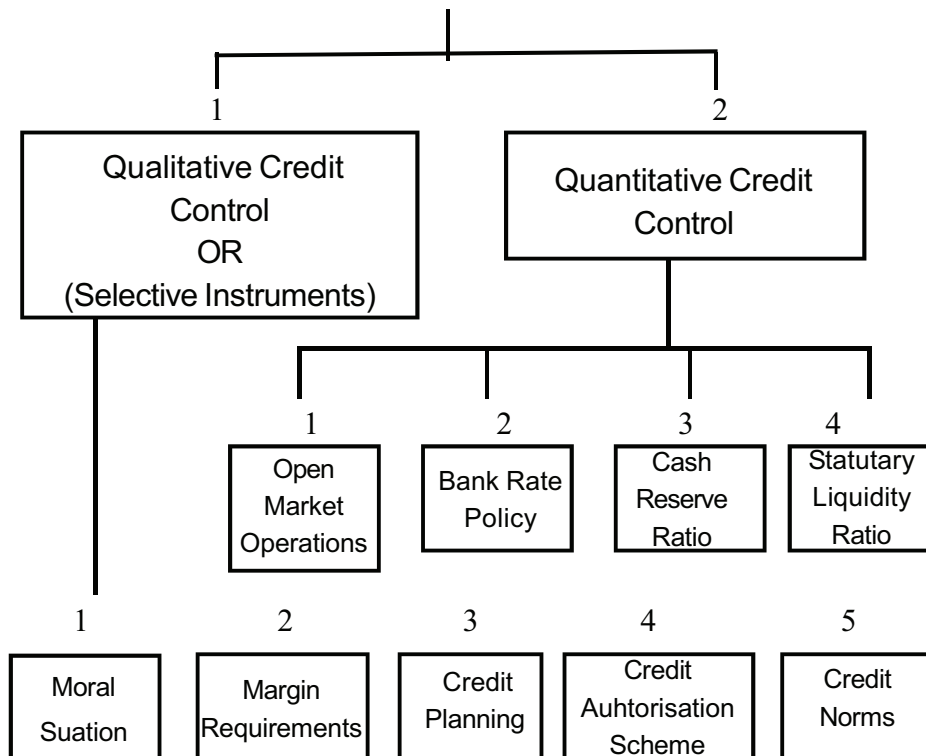 1
2
Qualitative Credit
Control
OR
(Selective Instruments)
Quantitative Credit
Control
1
2
3
4
Open
Market
Operations
Bank Rate
Policy
Cash
Reserve
Ratio
Statutary
Liquidity
Ratio
1
2
3
4
5
Moral
Suation
Margin
Requirements
Credit
Planning
Credit
Auhtorisation
Scheme
Credit
Norms